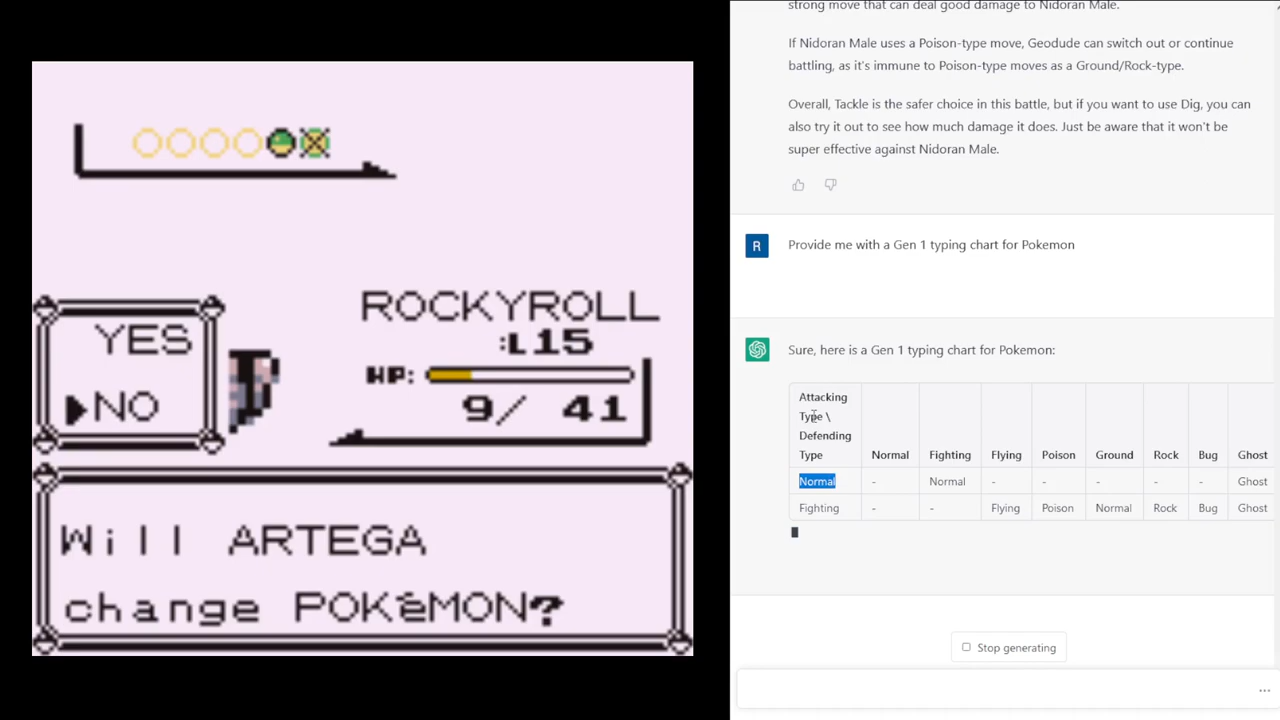 ROCKYROLL
:L15
HP:
9/ 41
YES
▶NO
Will ARTEGA
change POKéMON?
strong move that can deal good damage to Nidoran Male.
If Nidoran Male uses a Poison-type move, Geodude can switch out or continue
battling, as it's immune to Poison-type moves as a Ground/Rock-type.
Overall, Tackle is the safer choice in this battle, but if you want to use Dig, you can
also try it out to see how much damage it does. Just be aware that it won't be
super effective against Nidoran Male.
R
Provide me with a Gen 1 typing chart for Pokemon
Sure, here is a Gen 1 typing chart for Pokemon:
Attacking
Type \
Defending
Type Normal Fighting Flying Poison Ground Rock Bug Ghost
Normal - Normal - - - - - Ghost
Fighting - - Flying Poison Normal Rock Bug Ghost
Stop generating
...